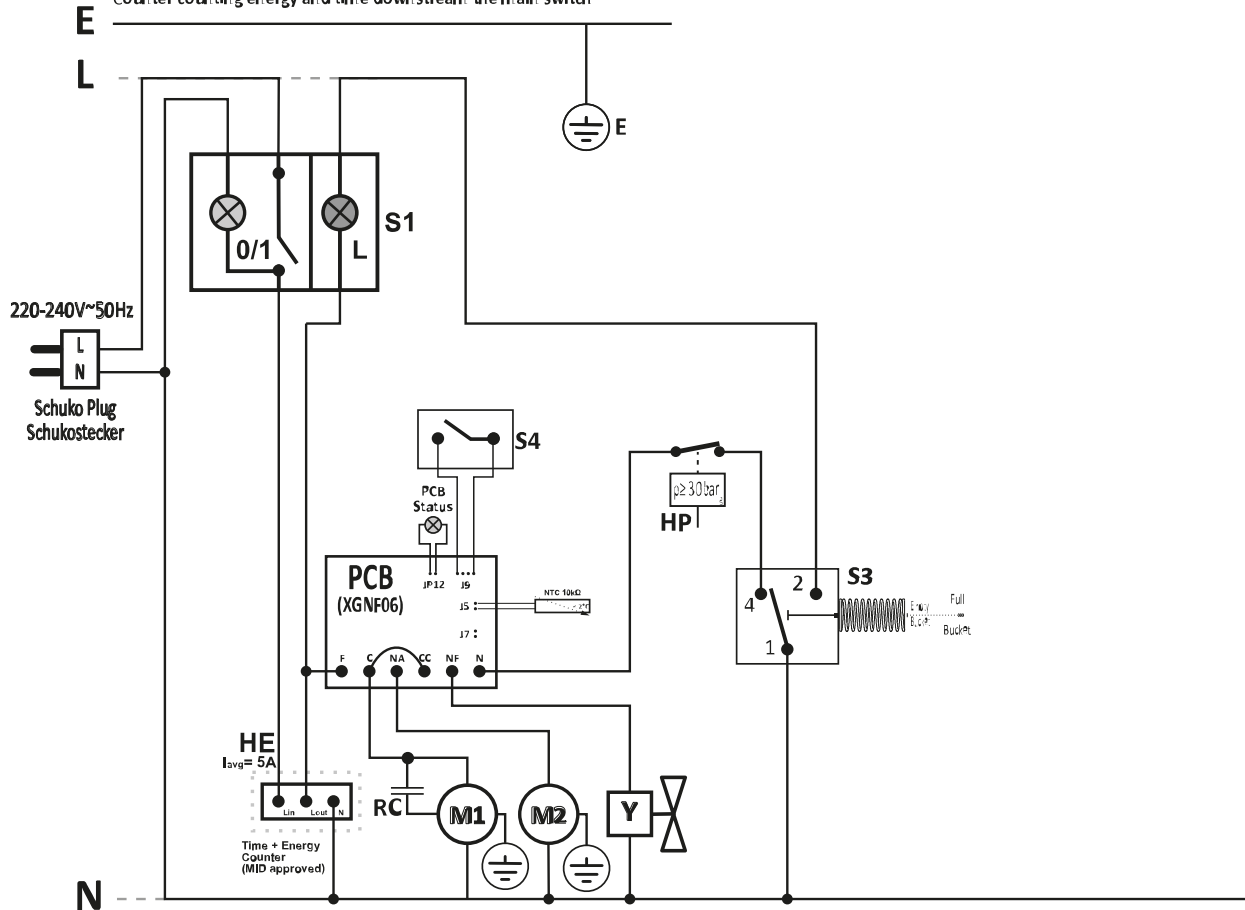 Counter counting energy and time downstream the main switch
E
L
E
S1
0/1
L
220-240V~50Hz
L
N
Schuko Plug
Schukostecker
S4
PCB
Status
p≥30bar
HP
PCB
(XGNF06)
JP12
J9
J5
NTC 10kΩ
J7
F
C
NA
CC
NF
N
S3
2
4
1
Full
Bucket
Empty
Bucket
HE
Iavg= 5A
Lin
Lout
N
RC
M1
M2
Y
Time + Energy
Counter
(MID approved)
N